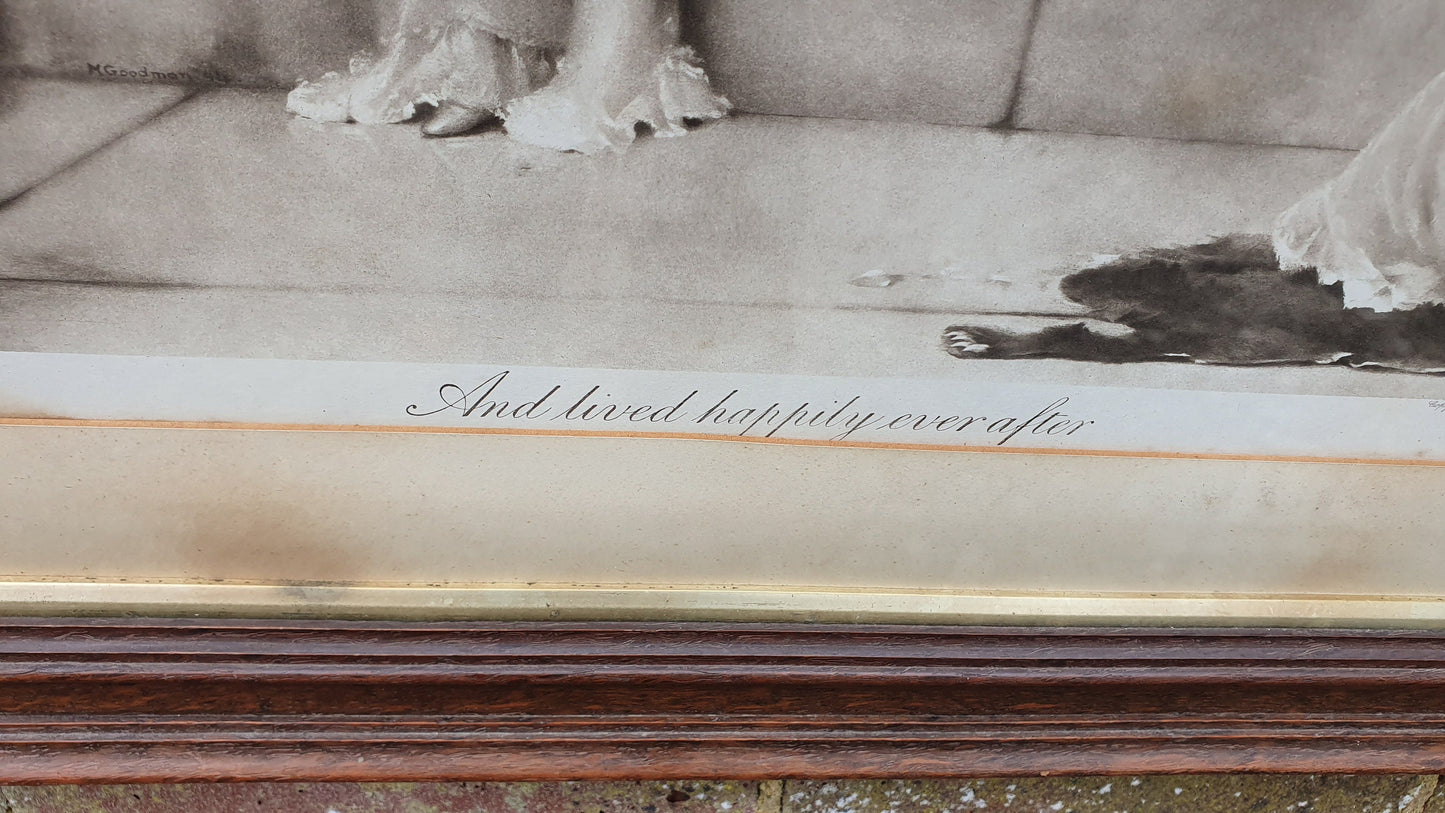 M Goodman
And lived happily ever after